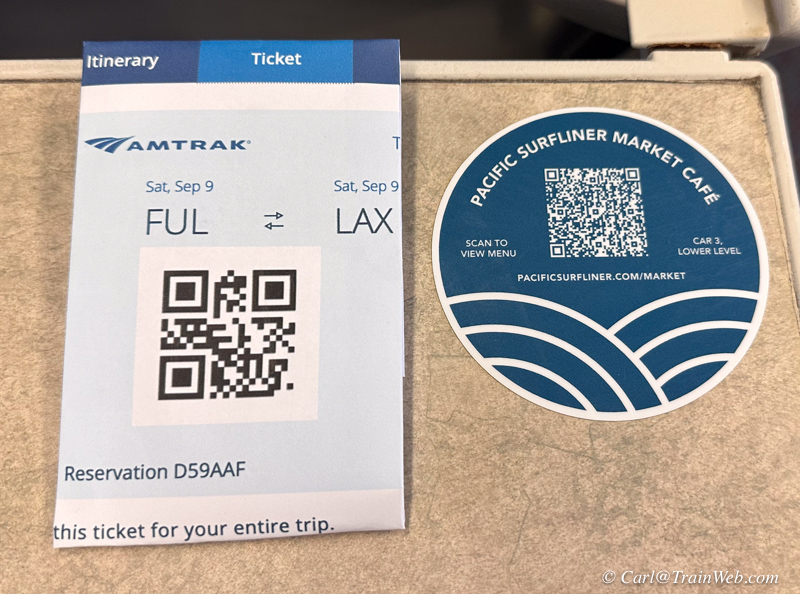 Itinerary
Ticket
AMTRAK®
T
Sat, Sep 9
Sat, Sep 9
FUL ⇄ LAX
Reservation D59AAF
this ticket for your entire trip.
PACIFIC SURFLINER MARKET CAFÉ
SCAN TO
VIEW MENU
CAR 3,
LOWER LEVEL
PACIFICSURFLINER.COM/MARKET
© Carl@TrainWeb.com